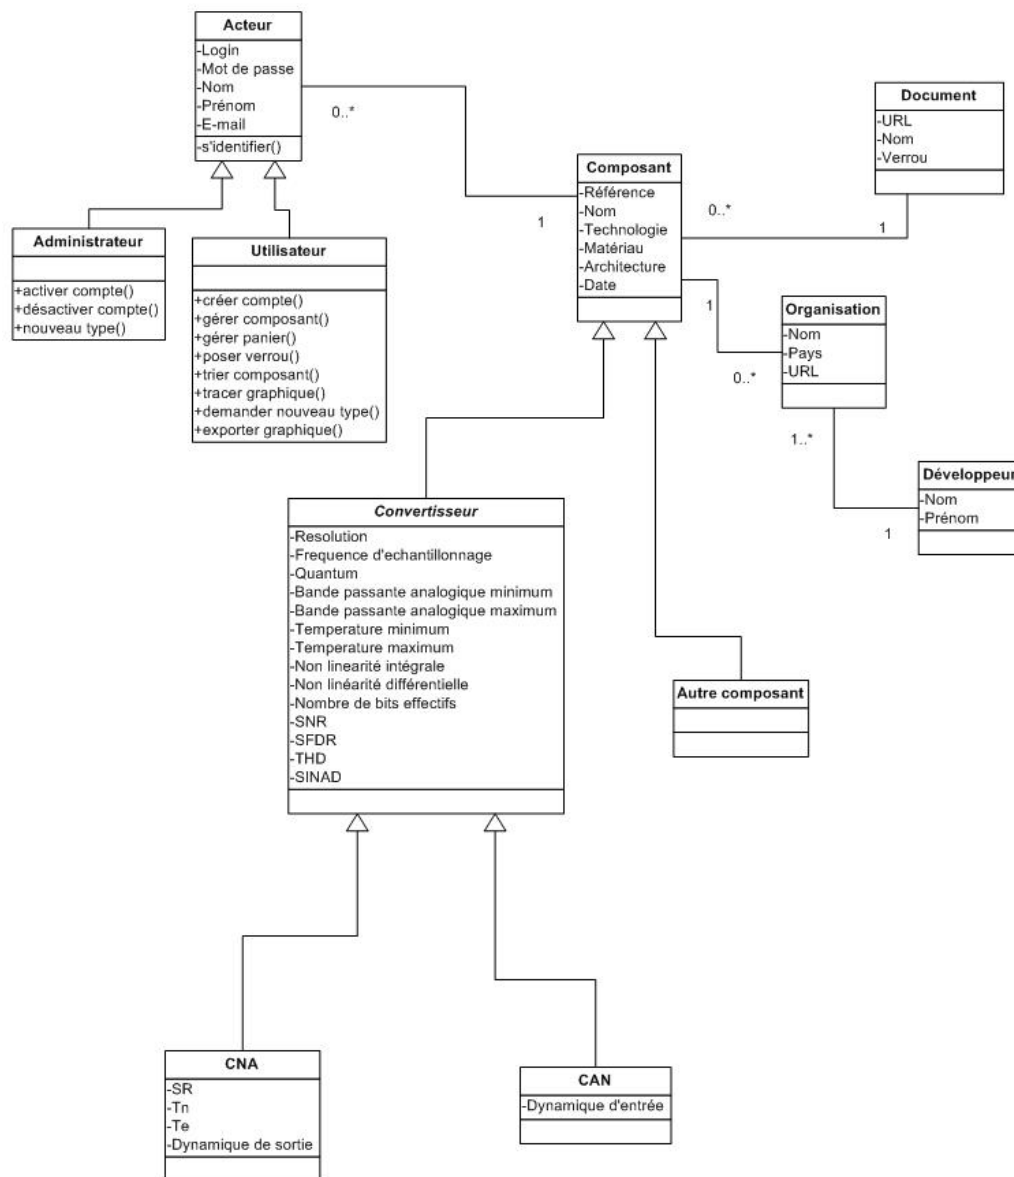 Acteur
-Login
-Mot de passe
-Nom
-Prénom
-E-mail
-s'identifier()
0..*
1
Administrateur
+activer compte()
+désactiver compte()
+nouveau type()
Utilisateur
+créer compte()
+gérer composant()
+gérer panier()
+poser verrou()
+trier composant()
+tracer graphique()
+demander nouveau type()
+exporter graphique()
Composant
-Référence
-Nom
-Technologie
-Matériau
-Architecture
-Date
0..*
1
Document
-URL
-Nom
-Verrou
1
0..*
Organisation
-Nom
-Pays
-URL
1..*
1
Développeur
-Nom
-Prénom
Convertisseur
-Resolution
-Frequence d'echantillonnage
-Quantum
-Bande passante analogique minimum
-Bande passante analogique maximum
-Temperature minimum
-Temperature maximum
-Non linearité intégrale
-Non linéarité différentielle
-Nombre de bits effectifs
-SNR
-SFDR
-THD
-SINAD
Autre composant
CNA
-SR
-Tn
-Te
-Dynamique de sortie
CAN
-Dynamique d'entrée